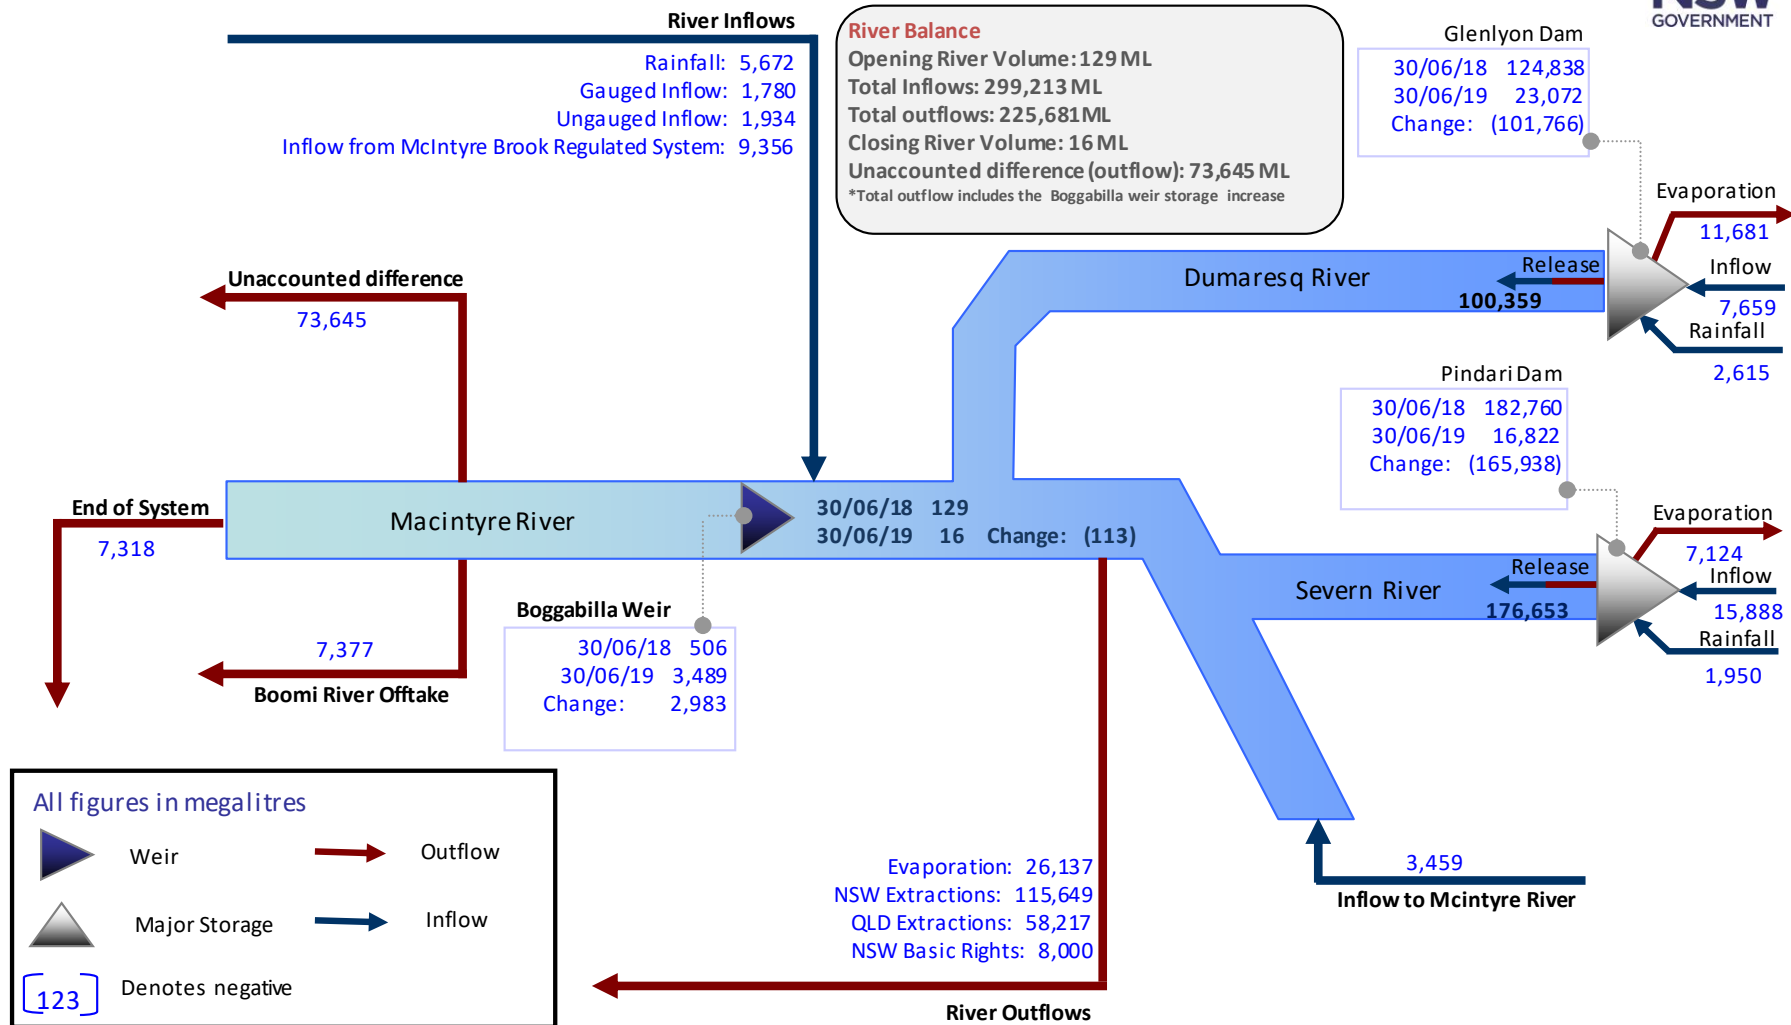 NSW
GOVERNMENT
River Inflows
Rainfall: 5,672
Gauged Inflow: 1,780
Ungauged Inflow: 1,934
Inflow from McIntyre Brook Regulated System: 9,356
River Balance
Opening River Volume: 129 ML
Total Inflows: 299,213 ML
Total outflows: 225,681ML
Closing River Volume: 16 ML
Unaccounted difference (outflow): 73,645 ML
*Total outflow includes the Boggabilla weir storage increase
Glenlyon Dam
30/06/18 124,838
30/06/19 23,072
Change: (101,766)
Evaporation
11,681
Inflow
7,659
Rainfall
2,615
Release
100,359
Dumaresq River
Unaccounted difference
73,645
Pindari Dam
30/06/18 182,760
30/06/19 16,822
Change: (165,938)
Evaporation
7,124
Inflow
15,888
Rainfall
1,950
Release
176,653
Severn River
End of System
7,318
Macintyre River
30/06/18 129
30/06/19 16 Change: (113)
Boggabilla Weir
30/06/18 506
30/06/19 3,489
Change: 2,983
7,377
Boomi River Offtake
All figures in megalitres
Weir
Outflow
Major Storage
Inflow
[123] Denotes negative
Evaporation: 26,137
NSW Extractions: 115,649
QLD Extractions: 58,217
NSW Basic Rights: 8,000
River Outflows
3,459
Inflow to Mcintyre River